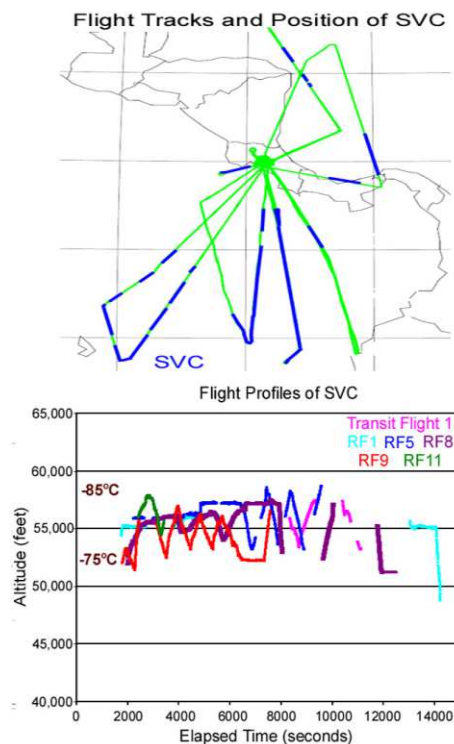 Flight Tracks and Position of SVC
SVC
Flight Profiles of SVC
65,000
Transit Flight 1
RF1 RF5 RF8
RF9 RF11
60,000
-85°C
55,000
-75°C
50,000
45,000
40,000
Altitude (feet)
0 2000 4000 6000 8000 10000 12000 14000
Elapsed Time (seconds)